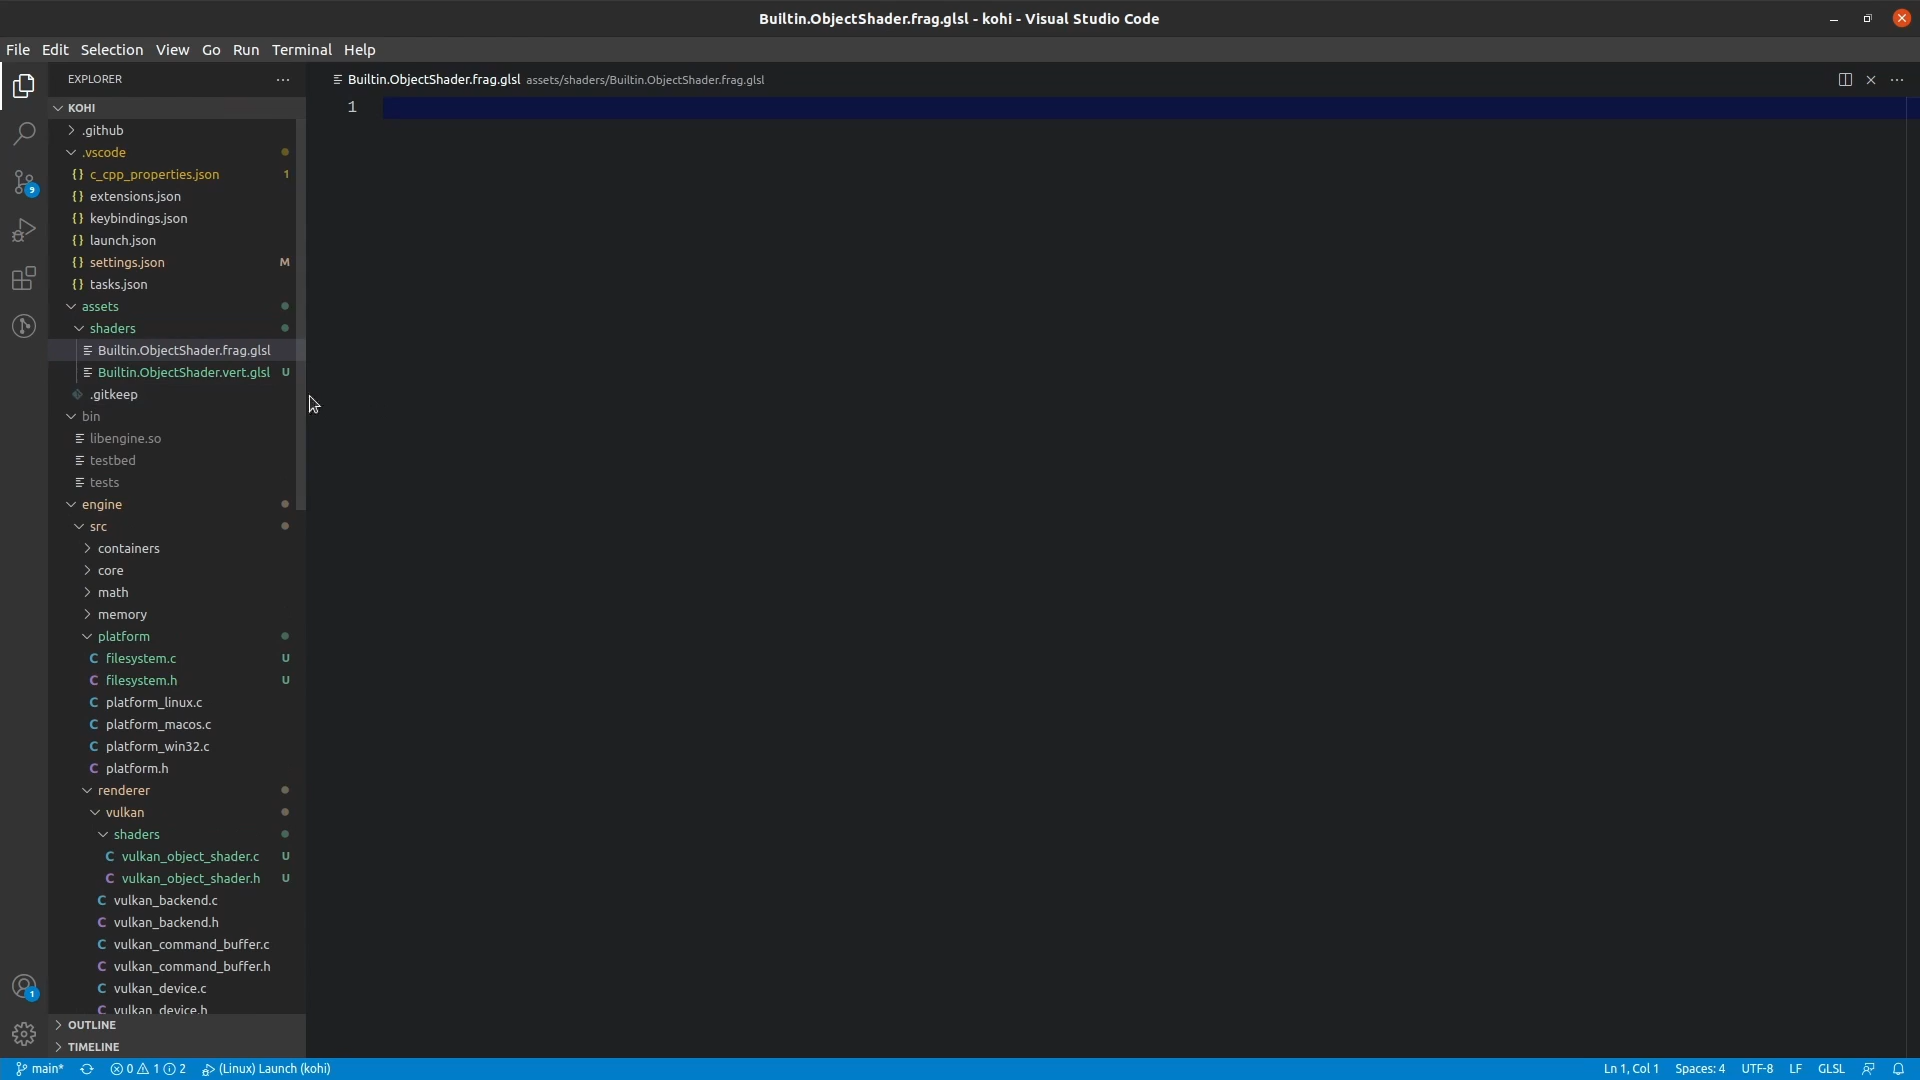 Builtin.ObjectShader.frag.glsl - kohi - Visual Studio Code
File Edit Selection View Go Run Terminal Help
EXPLORER
Builtin.ObjectShader.frag.glsl assets/shaders/Builtin.ObjectShader.frag.glsl
KOHI
1
.github
.vscode
{} c_cpp_properties.json 1
{} extensions.json
{} keybindings.json
{} launch.json
{} settings.json M
{} tasks.json
assets
shaders
Builtin.ObjectShader.frag.glsl
Builtin.ObjectShader.vert.glsl U
.gitkeep
bin
libengine.so
testbed
tests
engine
src
containers
core
math
memory
platform
C filesystem.c U
C filesystem.h U
C platform_linux.c
C platform_macos.c
C platform_win32.c
C platform.h
renderer
vulkan
shaders
C vulkan_object_shader.c U
C vulkan_object_shader.h U
C vulkan_backend.c
C vulkan_backend.h
C vulkan_command_buffer.c
C vulkan_command_buffer.h
C vulkan_device.c
C vulkan_device.h
OUTLINE
TIMELINE
9
1
main* 0 1 2 (Linux) Launch (kohi) Ln 1, Col 1 Spaces: 4 UTF-8 LF GLSL